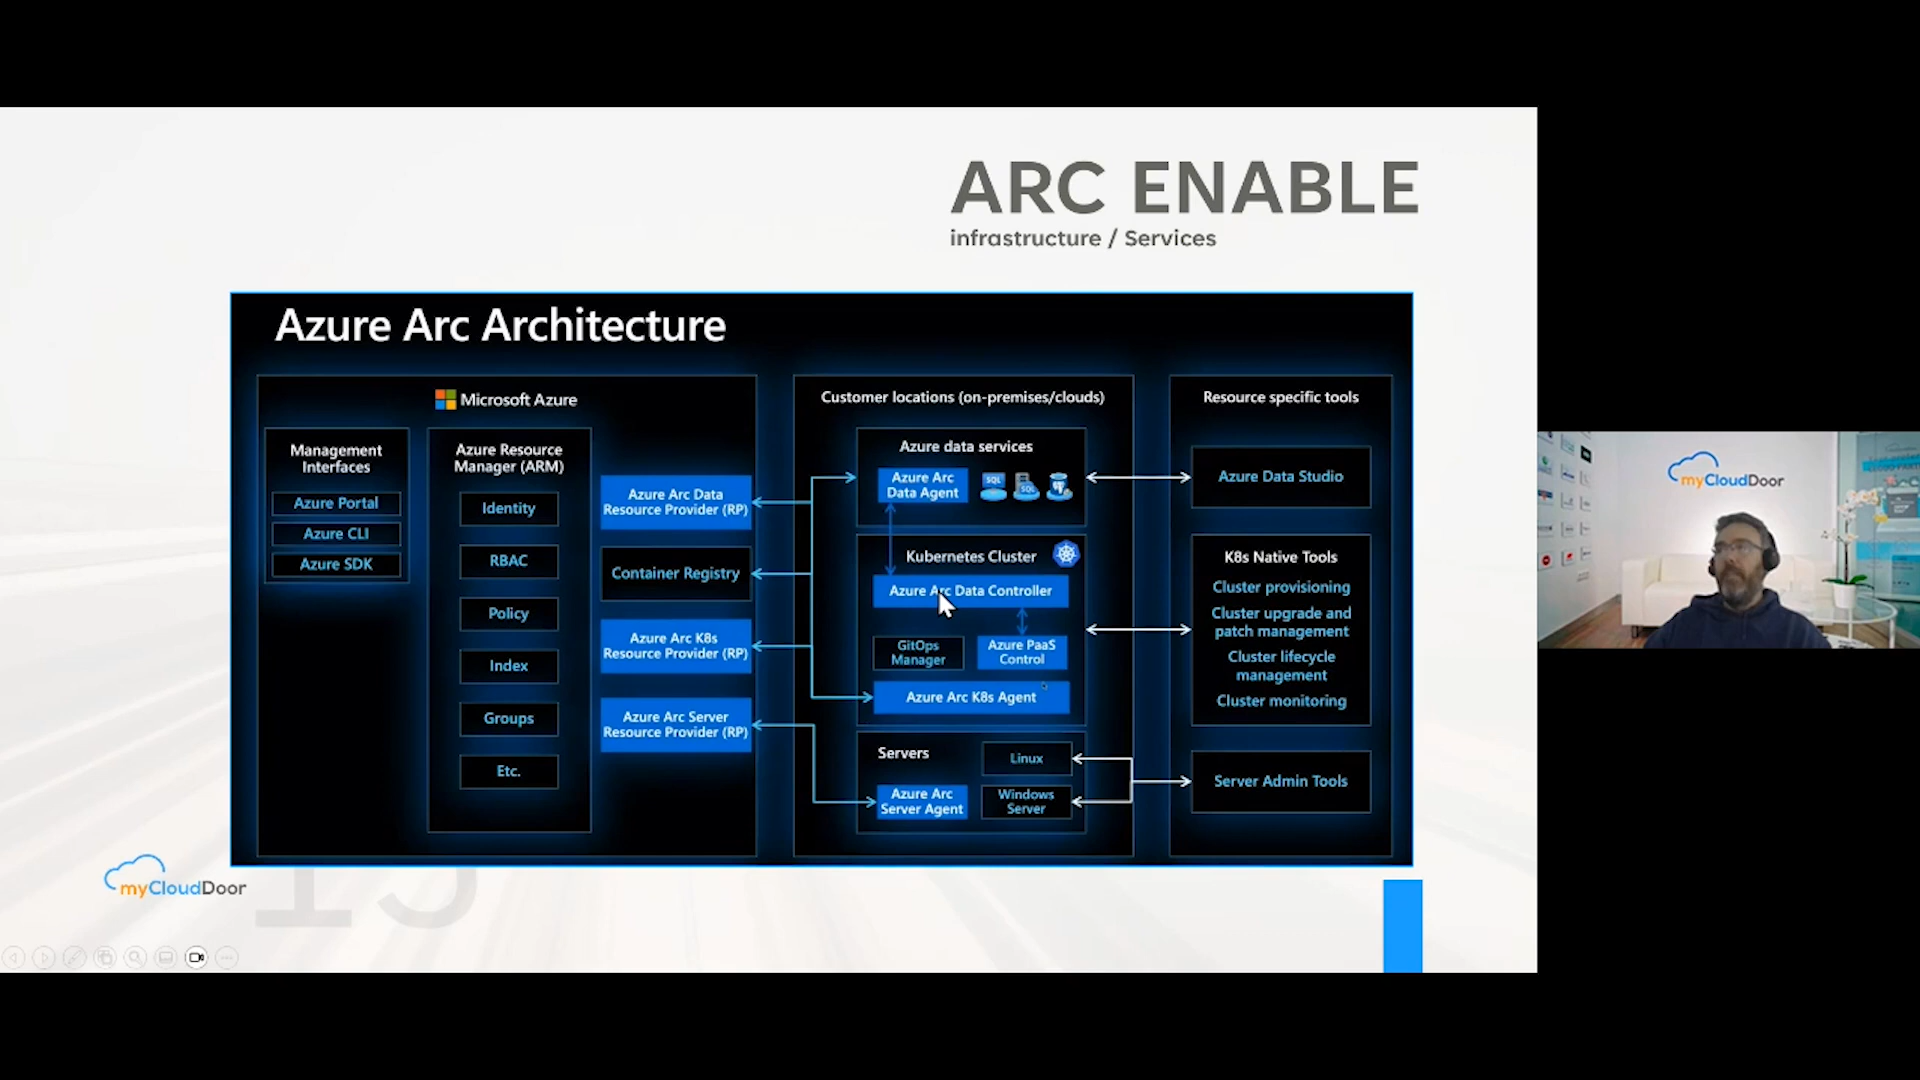 ARC ENABLE
infrastructure / Services
Azure Arc Architecture
Microsoft Azure
Management
Interfaces
Azure Portal
Azure CLI
Azure SDK
Azure Resource
Manager (ARM)
Identity
RBAC
Policy
Index
Groups
Etc.
Azure Arc Data
Resource Provider (RP)
Container Registry
Azure Arc K8s
Resource Provider (RP)
Azure Arc Server
Resource Provider (RP)
Customer locations (on-premises/clouds)
Azure data services
Azure Arc
Data Agent
SQL
SQL
Kubernetes Cluster
Azure Arc Data Controller
GitOps
Manager
Azure PaaS
Control
Azure Arc K8s Agent
Servers
Linux
Azure Arc
Server Agent
Windows
Server
Resource specific tools
Azure Data Studio
K8s Native Tools
Cluster provisioning
Cluster upgrade and
patch management
Cluster lifecycle
management
Cluster monitoring
Server Admin Tools
myCloudDoor
myCloudDoor